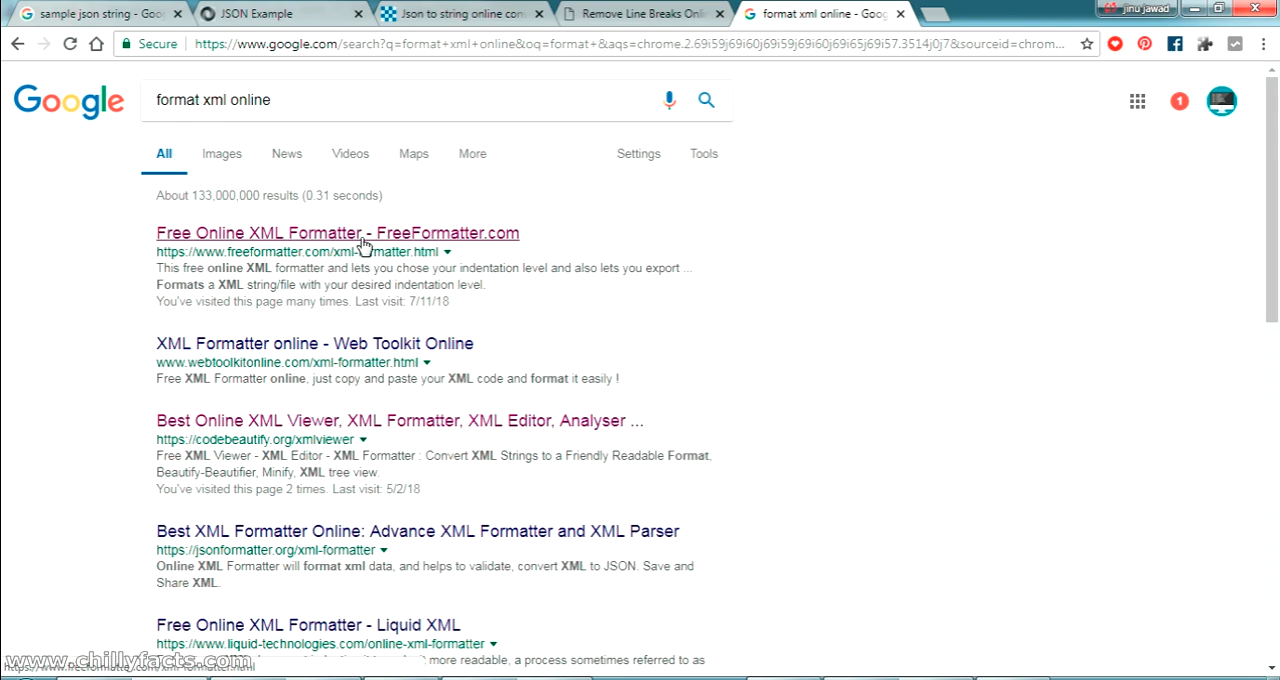 sample json string - Goo
JSON Example
Json to string online con
Remove Line Breaks Onl
format xml online - Goog
jinu jawad
Secure
https://www.google.com/search?q=format+xml+online&oq=format+&aqs=chrome.2.69i59j69i60j69i59j69i60j69i65j69i57.3514j0j7&sourceid=chrom...
Google
format xml online
1
All
Images
News
Videos
Maps
More
Settings
Tools
About 133,000,000 results (0.31 seconds)
Free Online XML Formatter - FreeFormatter.com
https://www.freeformatter.com/xml-formatter.html
This free online XML formatter and lets you chose your indentation level and also lets you export ...
Formats a XML string/file with your desired indentation level.
You've visited this page many times. Last visit: 7/11/18
XML Formatter online - Web Toolkit Online
www.webtoolkitonline.com/xml-formatter.html
Free XML Formatter online, just copy and paste your XML code and format it easily !
Best Online XML Viewer, XML Formatter, XML Editor, Analyser ...
https://codebeautify.org/xmlviewer
Free XML Viewer - XML Editor - XML Formatter : Convert XML Strings to a Friendly Readable Format,
Beautify-Beautifier, Minify, XML tree view.
You've visited this page 2 times. Last visit: 5/2/18
Best XML Formatter Online: Advance XML Formatter and XML Parser
https://jsonformatter.org/xml-formatter
Online XML Formatter will format xml data, and helps to validate, convert XML to JSON. Save and
Share XML.
Free Online XML Formatter - Liquid XML
https://www.liquid-technologies.com/online-xml-formatter
more readable, a process sometimes referred to as
www.chillyfacts.com